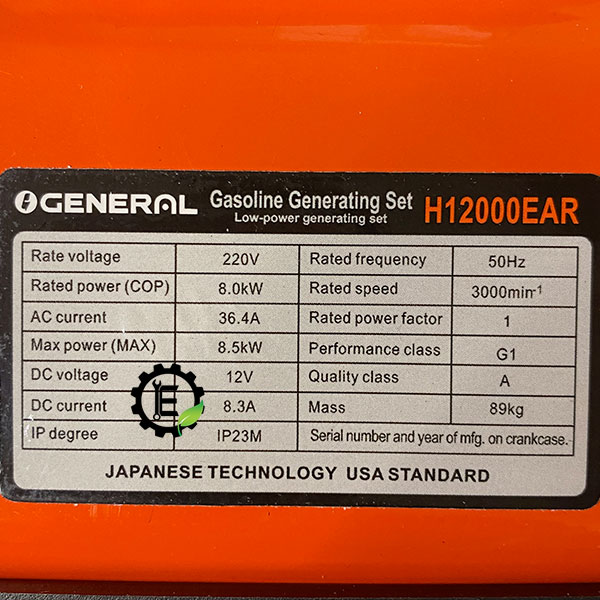 GENERAL Gasoline Generating Set H12000EAR
Low-power generating set
Rate voltage 220V Rated frequency 50Hz
Rated power (COP) 8.0kW Rated speed 3000min-1
AC current 36.4A Rated power factor 1
Max power (MAX) 8.5kW Performance class G1
DC voltage 12V Quality class A
DC current 8.3A Mass 89kg
IP degree IP23M Serial number and year of mfg. on crankcase.
JAPANESE TECHNOLOGY USA STANDARD